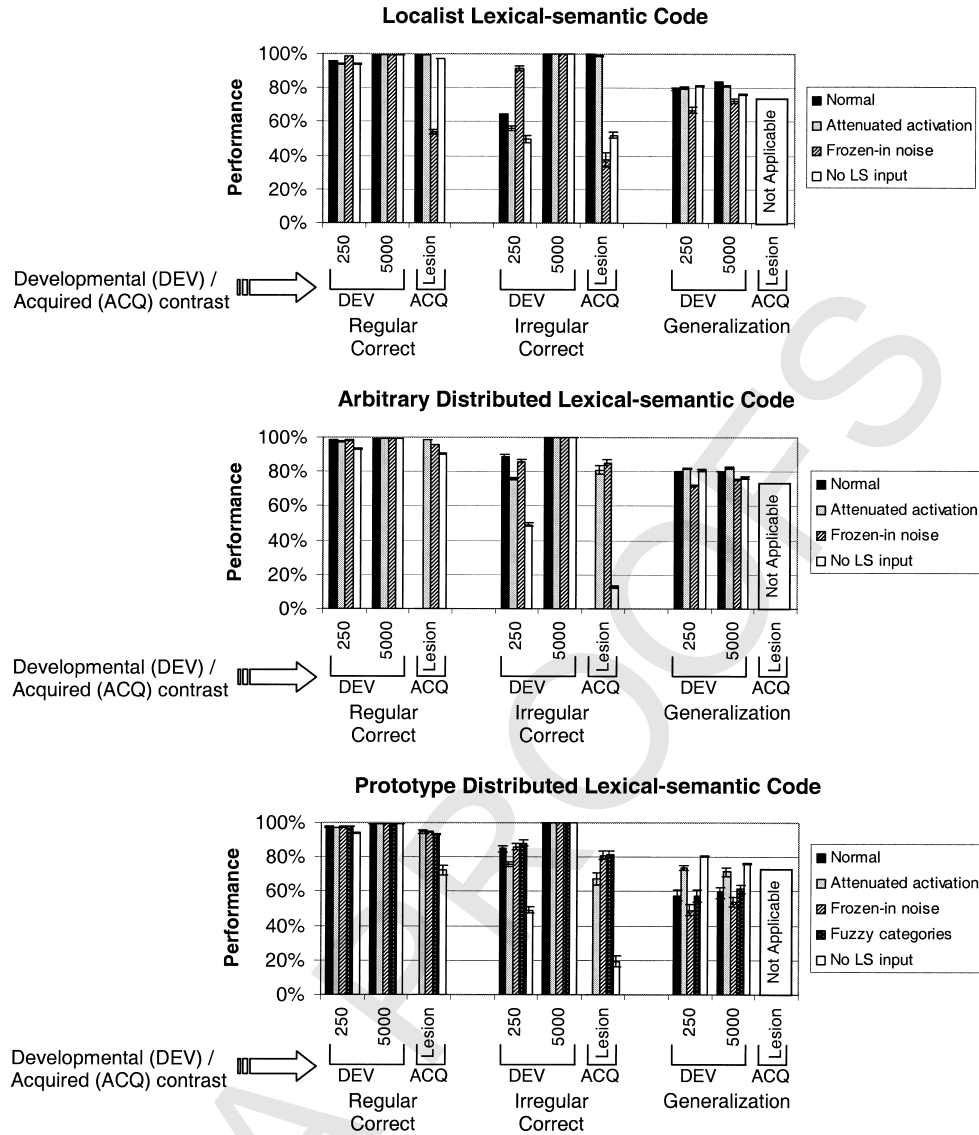 Localist Lexical-semantic Code
100%
80%
60%
40%
20%
0%
Performance
Normal
Attenuated activation
Frozen-in noise
No LS input
Not Applicable
250
5000
Lesion
250
5000
Lesion
250
5000
Lesion
Developmental (DEV) /
Acquired (ACQ) contrast
DEV
ACQ
DEV
ACQ
DEV
ACQ
Regular
Correct
Irregular
Correct
Generalization
Arbitrary Distributed Lexical-semantic Code
100%
80%
60%
40%
20%
0%
Performance
Normal
Attenuated activation
Frozen-in noise
No LS input
Not Applicable
250
5000
Lesion
250
5000
Lesion
250
5000
Lesion
Developmental (DEV) /
Acquired (ACQ) contrast
DEV
ACQ
DEV
ACQ
DEV
ACQ
Regular
Correct
Irregular
Correct
Generalization
Prototype Distributed Lexical-semantic Code
100%
80%
60%
40%
20%
0%
Performance
Normal
Attenuated activation
Frozen-in noise
Fuzzy categories
No LS input
Not Applicable
250
5000
Lesion
250
5000
Lesion
250
5000
Lesion
Developmental (DEV) /
Acquired (ACQ) contrast
DEV
ACQ
DEV
ACQ
DEV
ACQ
Regular
Correct
Irregular
Correct
Generalization
A PROOFS